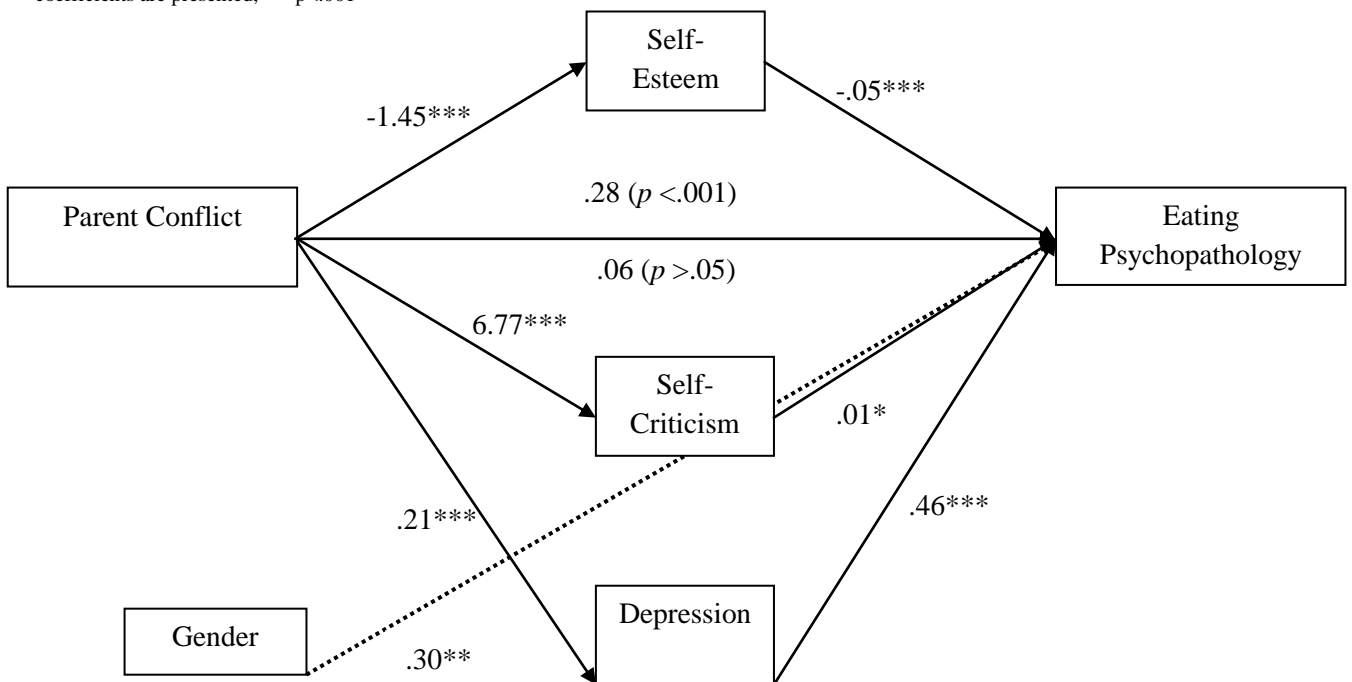 Self-
Esteem
-1.45***
-.05***
Parent Conflict
.28 (p <.001)
Eating
Psychopathology
.06 (p >.05)
6.77***
Self-
Criticism
.01*
.21***
.46***
Gender
Depression
.30**